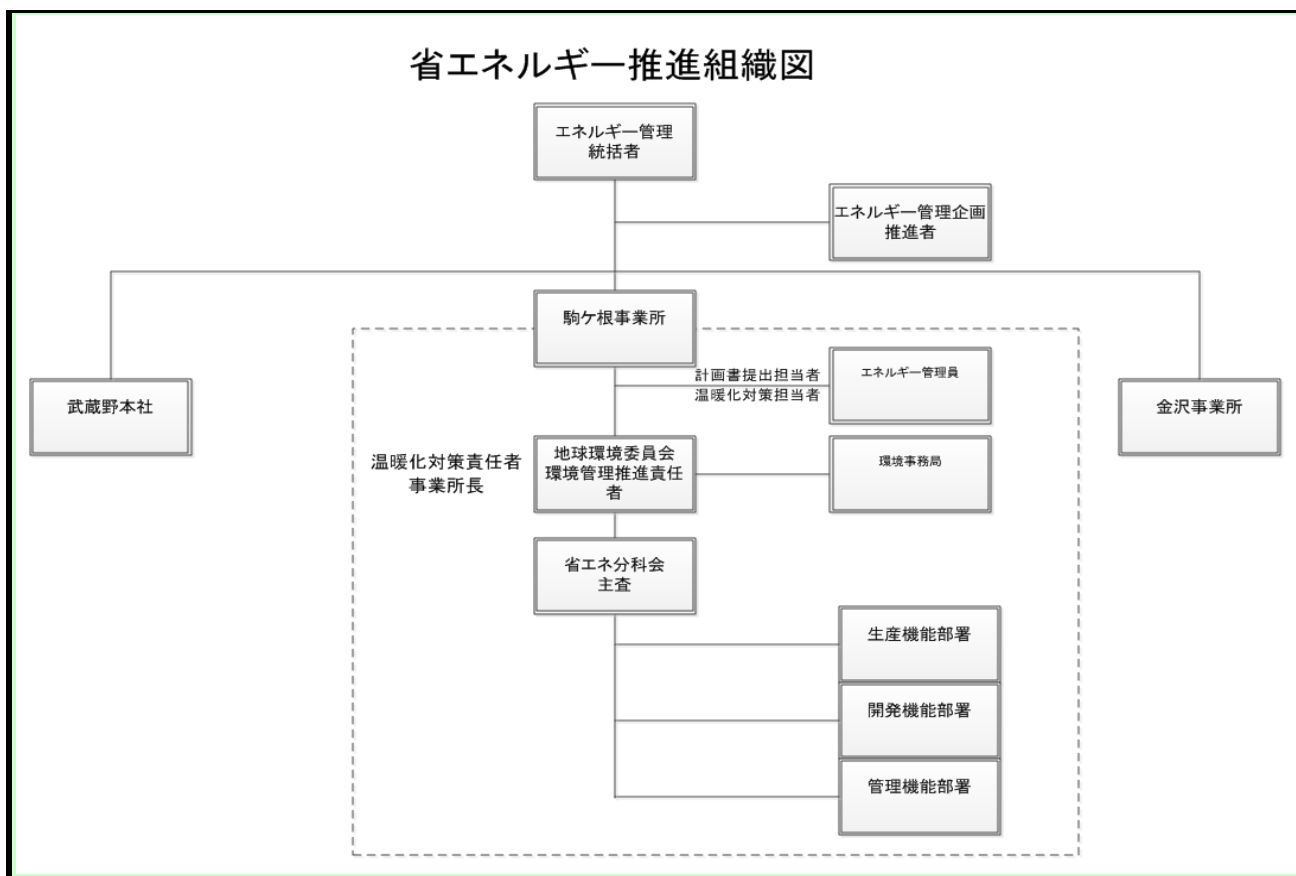 省エネルギー推進組織図
エネルギー管理
統括者
エネルギー管理企画
推進者
駒ケ根事業所
計画書提出担当者
温暖化対策担当者
エネルギー管理員
武蔵野本社
金沢事業所
温暖化対策責任者
事業所長
地球環境委員会
環境管理推進責任
者
環境事務局
省エネ分科会
主査
生産機能部署
開発機能部署
管理機能部署